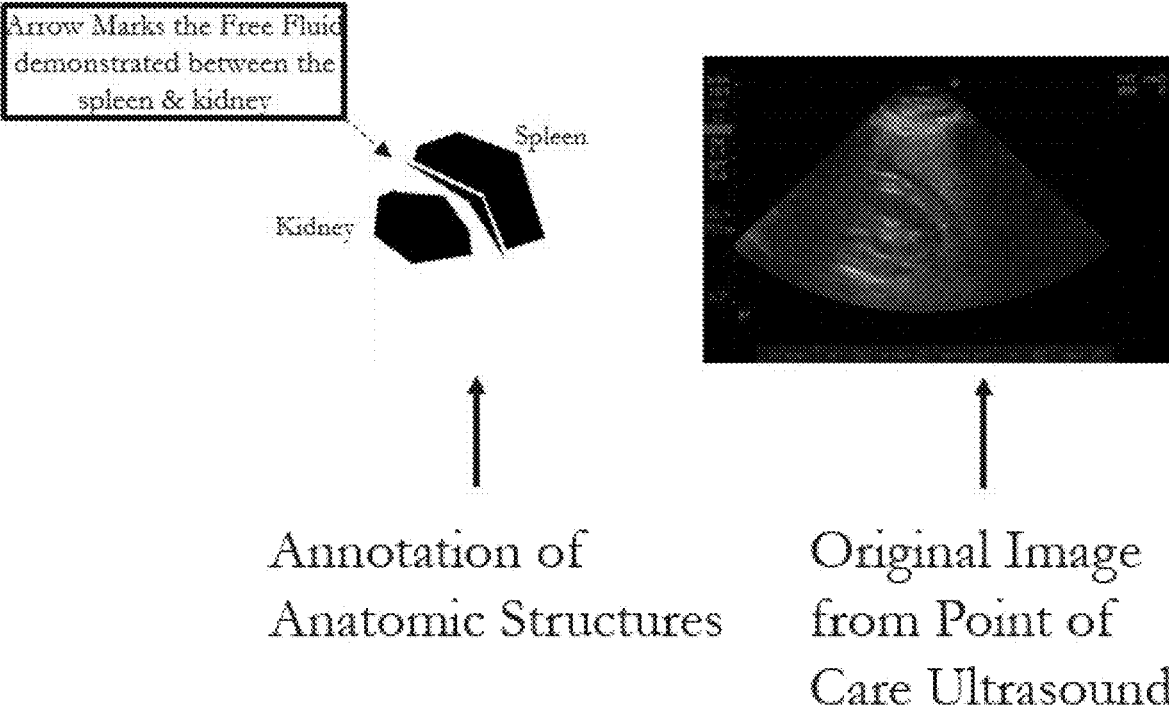 Arrow Marks the Free Fluid
demonstrated between the
spleen & kidney
Spleen
Kidney
Annotation of
Anatomic Structures
Original Image
from Point of
Care Ultrasound